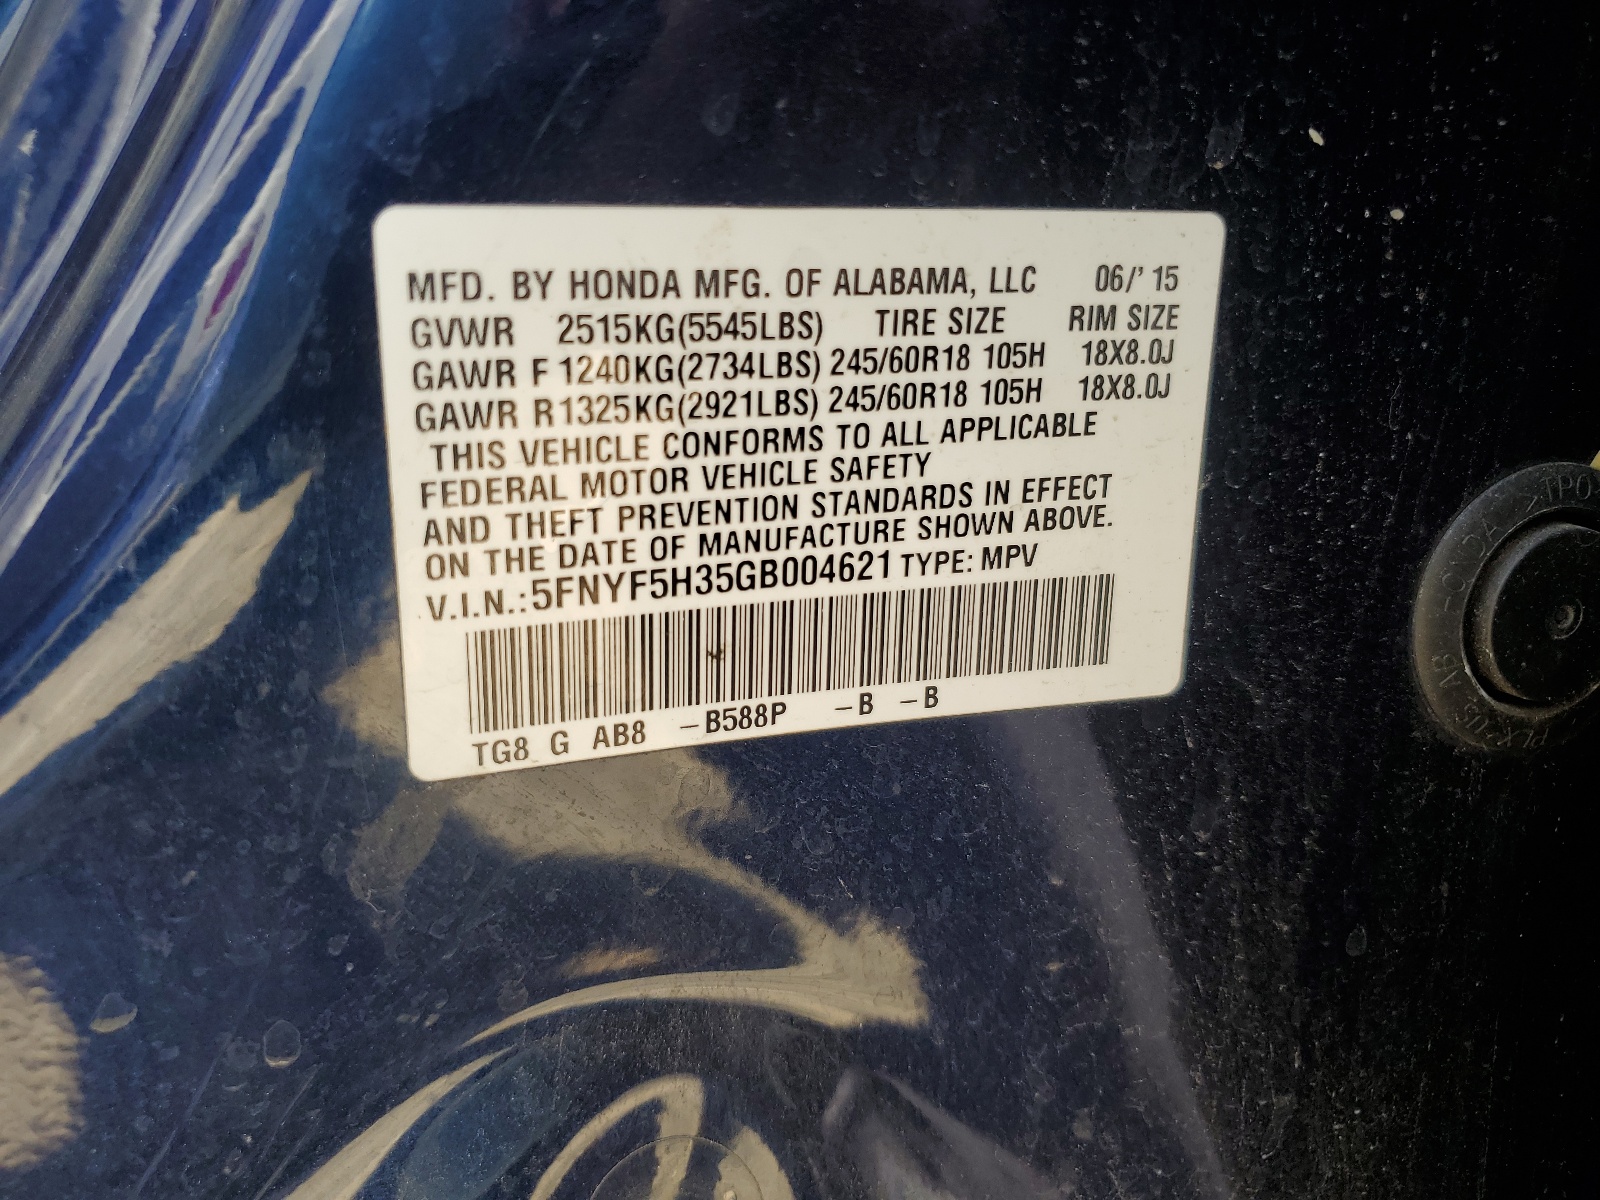 MFD. BY HONDA MFG. OF ALABAMA, LLC 06/' 15
GVWR 2515KG(5545LBS) TIRE SIZE RIM SIZE
GAWR F 1240KG(2734LBS) 245/60R18 105H 18X8.0J
GAWR R 1325KG(2921LBS) 245/60R18 105H 18X8.0J
THIS VEHICLE CONFORMS TO ALL APPLICABLE
FEDERAL MOTOR VEHICLE SAFETY
AND THEFT PREVENTION STANDARDS IN EFFECT
ON THE DATE OF MANUFACTURE SHOWN ABOVE.
V.I.N.: 5FNYF5H35GB004621 TYPE: MPV
TG8 G AB8 -B588P -B -B
>TPO